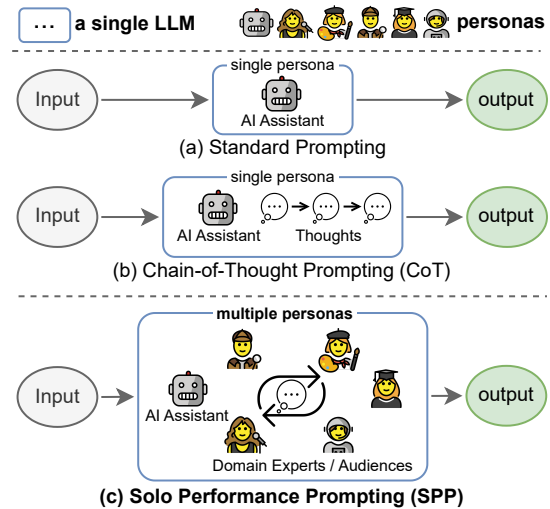 ... a single LLM
personas
single persona
Input
AI Assistant
output
(a) Standard Prompting
single persona
Input
... ... ...
output
AI Assistant Thoughts
(b) Chain-of-Thought Prompting (CoT)
multiple personas
Input
...
output
AI Assistant
Domain Experts / Audiences
(c) Solo Performance Prompting (SPP)